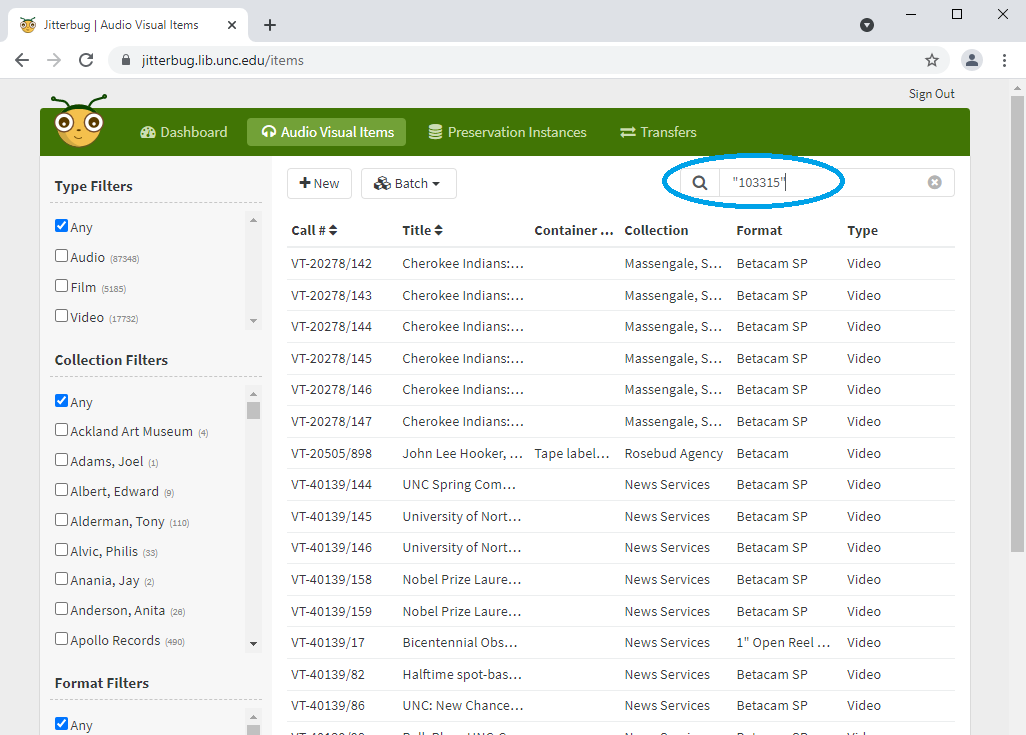 Jitterbug | Audio Visual Items
jitterbug.lib.unc.edu/items
Sign Out
Dashboard Audio Visual Items Preservation Instances Transfers
Type Filters
Any
Audio (87348)
Film (5185)
Video (17732)
Collection Filters
Any
Ackland Art Museum (4)
Adams, Joel (1)
Albert, Edward (9)
Alderman, Tony (110)
Alvic, Philis (33)
Anania, Jay (2)
Anderson, Anita (26)
Apollo Records (490)
Format Filters
Any
New Batch "103315"
Call # Title Container ... Collection Format Type
VT-20278/142 Cherokee Indians:... Massengale, S... Betacam SP Video
VT-20278/143 Cherokee Indians:... Massengale, S... Betacam SP Video
VT-20278/144 Cherokee Indians:... Massengale, S... Betacam SP Video
VT-20278/145 Cherokee Indians:... Massengale, S... Betacam SP Video
VT-20278/146 Cherokee Indians:... Massengale, S... Betacam SP Video
VT-20278/147 Cherokee Indians:... Massengale, S... Betacam SP Video
VT-20505/898 John Lee Hooker, ... Tape label... Rosebud Agency Betacam Video
VT-40139/144 UNC Spring Com... News Services Betacam SP Video
VT-40139/145 University of Nort... News Services Betacam SP Video
VT-40139/146 University of Nort... News Services Betacam SP Video
VT-40139/158 Nobel Prize Laure... News Services Betacam SP Video
VT-40139/159 Nobel Prize Laure... News Services Betacam SP Video
VT-40139/17 Bicentennial Obs... News Services 1" Open Reel ... Video
VT-40139/82 Halftime spot-bas... News Services Betacam SP Video
VT-40139/86 UNC: New Chance... News Services Betacam SP Video